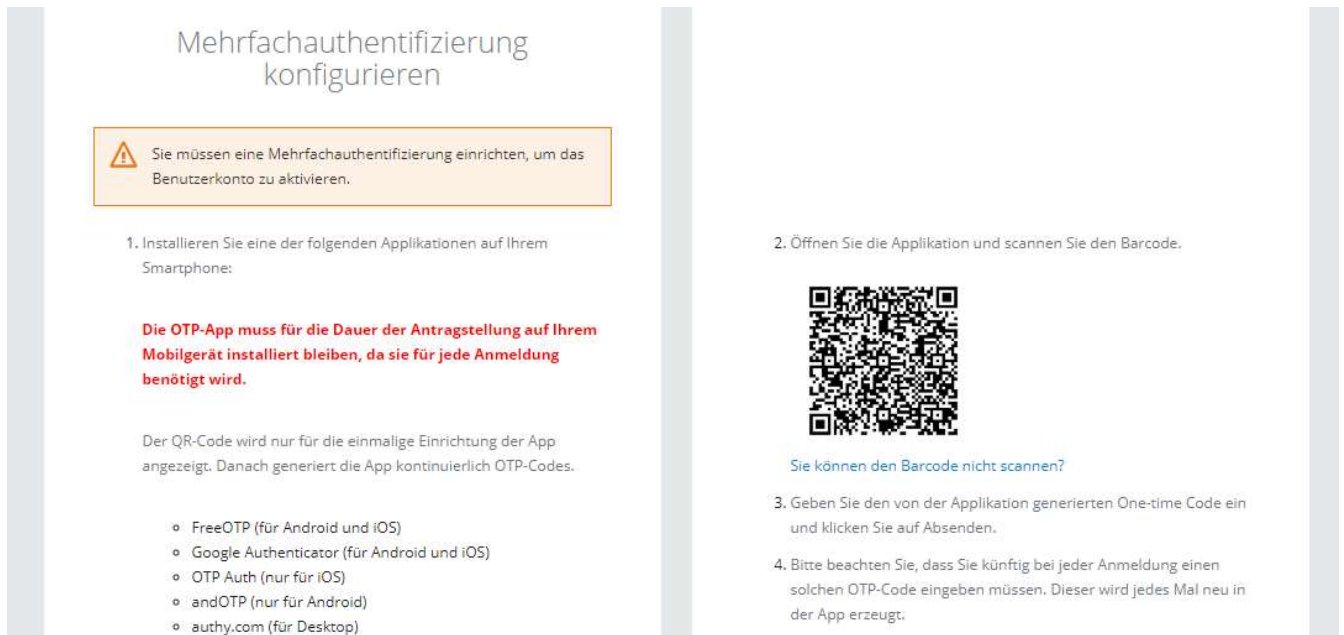 Mehrfachauthentifizierung
konfigurieren
Sie müssen eine Mehrfachauthentifizierung einrichten, um das
Benutzerkonto zu aktivieren.
1. Installieren Sie eine der folgenden Applikationen auf Ihrem
Smartphone:
Die OTP-App muss für die Dauer der Antragstellung auf Ihrem
Mobilgerät installiert bleiben, da sie für jede Anmeldung
benötigt wird.
Der QR-Code wird nur für die einmalige Einrichtung der App
angezeigt. Danach generiert die App kontinuierlich OTP-Codes.
FreeOTP (für Android und iOS)
Google Authenticator (für Android und iOS)
OTP Auth (nur für iOS)
andOTP (nur für Android)
authy.com (für Desktop)
2. Öffnen Sie die Applikation und scannen Sie den Barcode.
Sie können den Barcode nicht scannen?
3. Geben Sie den von der Applikation generierten One-time Code ein
und klicken Sie auf Absenden.
4. Bitte beachten Sie, dass Sie künftig bei jeder Anmeldung einen
solchen OTP-Code eingeben müssen. Dieser wird jedes Mal neu in
der App erzeugt.